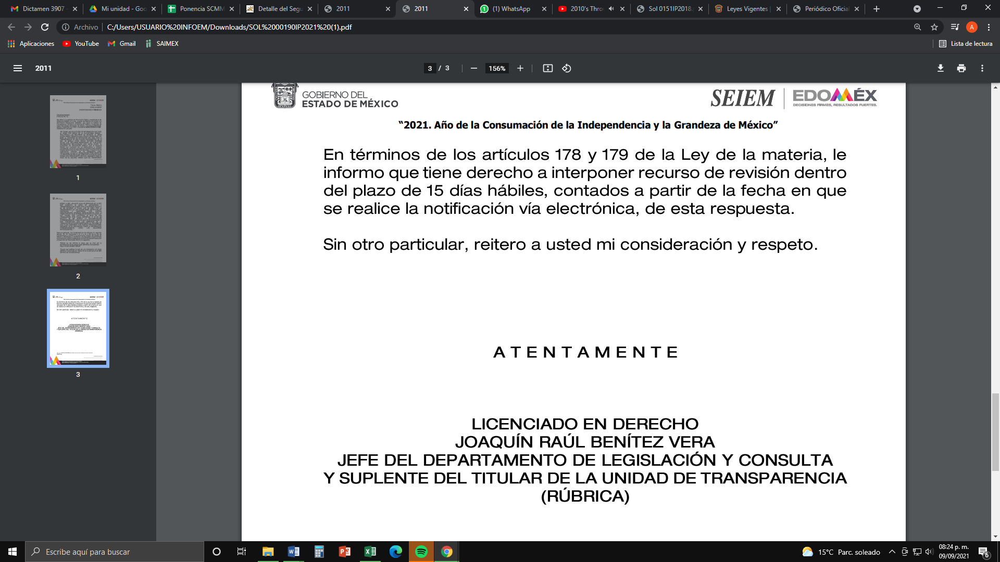 Dictamen 3907
Mi unidad - Goo
Ponencia SCMM
Detalle del Segu
2011
2011
(1) WhatsApp
2010's Thro
Sol 0151IP2018.
Leyes Vigentes
Periódico Oficial
Archivo
C:/Users/USUARIO%20INFOEM/Downloads/SOL%2000190IP2021%20(1).pdf
A
Aplicaciones
YouTube
Gmail
SAIMEX
Lista de lectura
2011
3 / 3
156%
1
2
3
GOBIERNO DEL
ESTADO DE MÉXICO
SEIEM
EDOMÉX
DECISIONES FIRMES, RESULTADOS FUERTES.
"2021. Año de la Consumación de la Independencia y la Grandeza de México"
En términos de los artículos 178 y 179 de la Ley de la materia, le
informo que tiene derecho a interponer recurso de revisión dentro
del plazo de 15 días hábiles, contados a partir de la fecha en que
se realice la notificación vía electrónica, de esta respuesta.
Sin otro particular, reitero a usted mi consideración y respeto.
A T E N T A M E N T E
LICENCIADO EN DERECHO
JOAQUÍN RAÚL BENÍTEZ VERA
JEFE DEL DEPARTAMENTO DE LEGISLACIÓN Y CONSULTA
Y SUPLENTE DEL TITULAR DE LA UNIDAD DE TRANSPARENCIA
(RÚBRICA)
Escribe aquí para buscar
15°C Parc. soleado
08:24 p. m.
09/09/2021
6